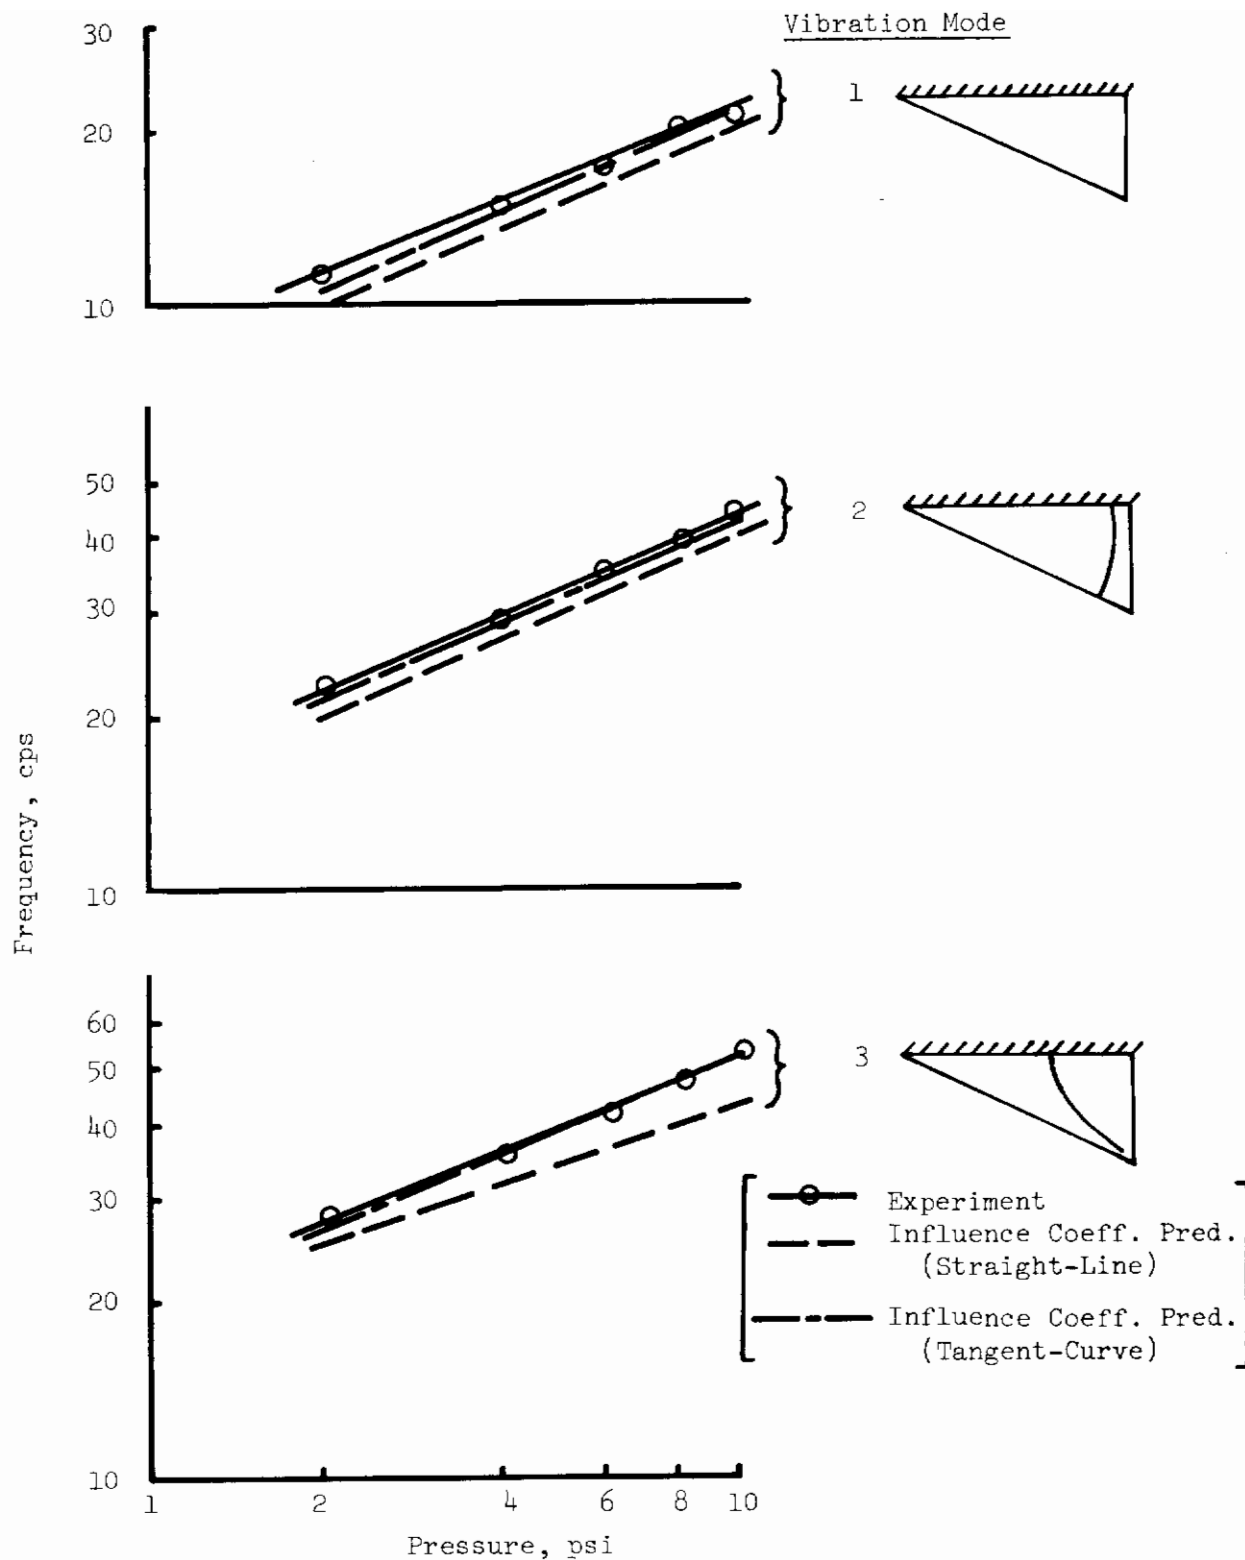 Vibration Mode
30
20
10
1
50
40
30
20
10
2
Frequency, cps
60
50
40
30
20
10
3
Experiment
Influence Coeff. Pred.
(Straight-Line)
Influence Coeff. Pred.
(Tangent-Curve)
1 2 4 6 8 10
Pressure, psi